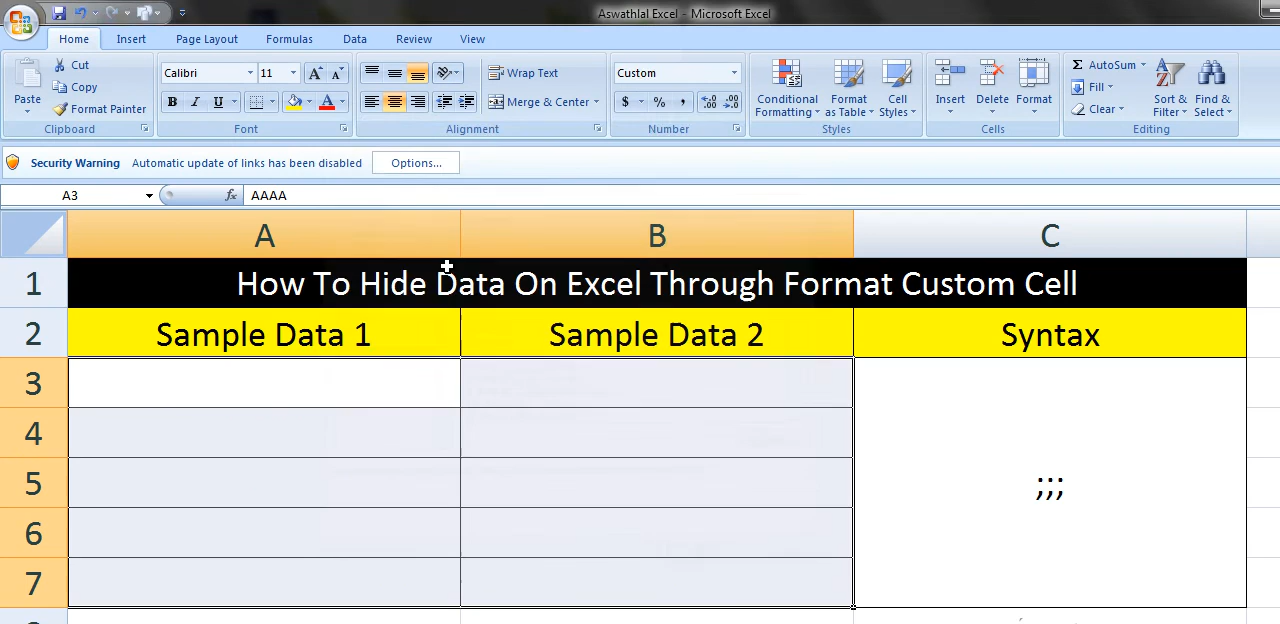 Aswathlal Excel - Microsoft Excel
Home Insert Page Layout Formulas Data Review View
Paste Cut Copy Format Painter
Calibri 11 A A
B I U A
Wrap Text
Merge & Center
Custom
$ % , .0 .00 .00 .0
Conditional Formatting Format as Table Cell Styles
Insert Delete Format
Σ AutoSum Fill Clear
Sort & Filter Find & Select
Clipboard Font Alignment Number Styles Cells Editing
Security Warning Automatic update of links has been disabled Options...
A3 fx AAAA
A B C
1 How To Hide Data On Excel Through Format Custom Cell
2 Sample Data 1 Sample Data 2 Syntax
3
4
5 ;;;
6
7